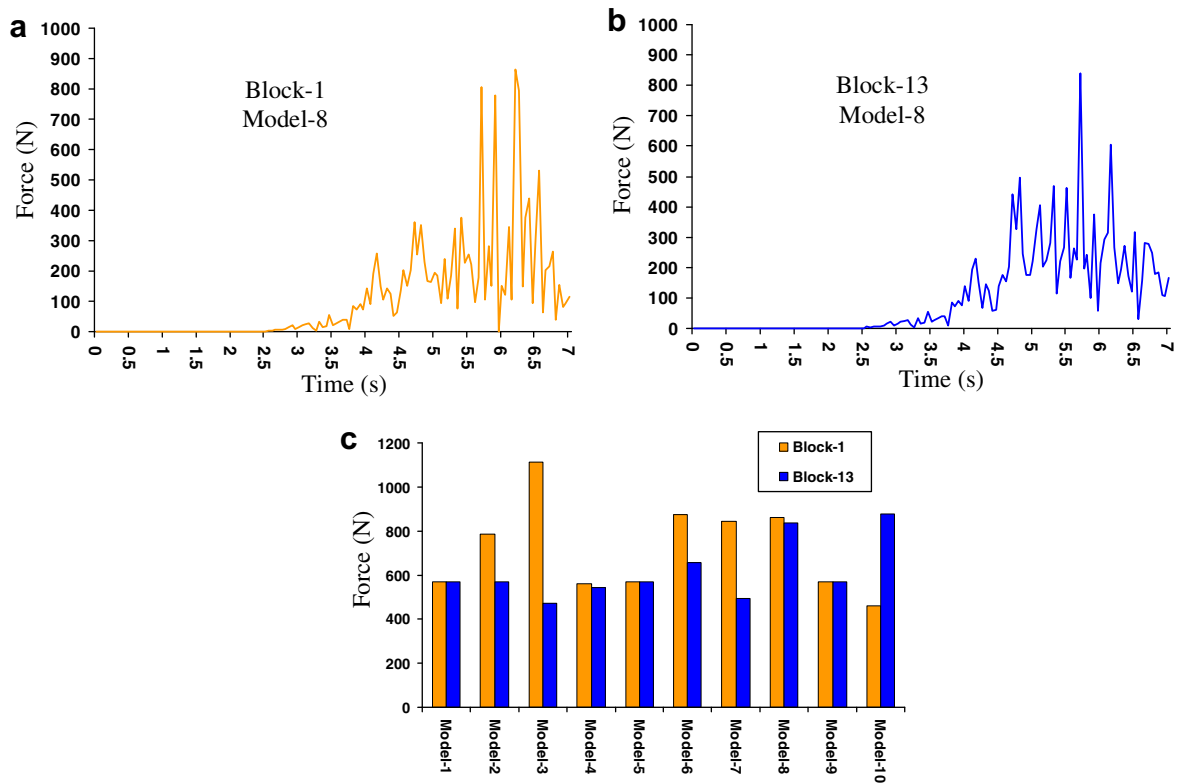 a
Block-1
Model-8
Force (N)
1000
900
800
700
600
500
400
300
200
100
0
0
0.5
1
1.5
2
2.5
3
3.5
4
4.5
5
5.5
6
6.5
7
Time (s)
b
Block-13
Model-8
Force (N)
1000
900
800
700
600
500
400
300
200
100
0
0
0.5
1
1.5
2
2.5
3
3.5
4
4.5
5
5.5
6
6.5
7
Time (s)
c
Block-1
Block-13
Force (N)
1200
1000
800
600
400
200
0
Model-1
Model-2
Model-3
Model-4
Model-5
Model-6
Model-7
Model-8
Model-9
Model-10